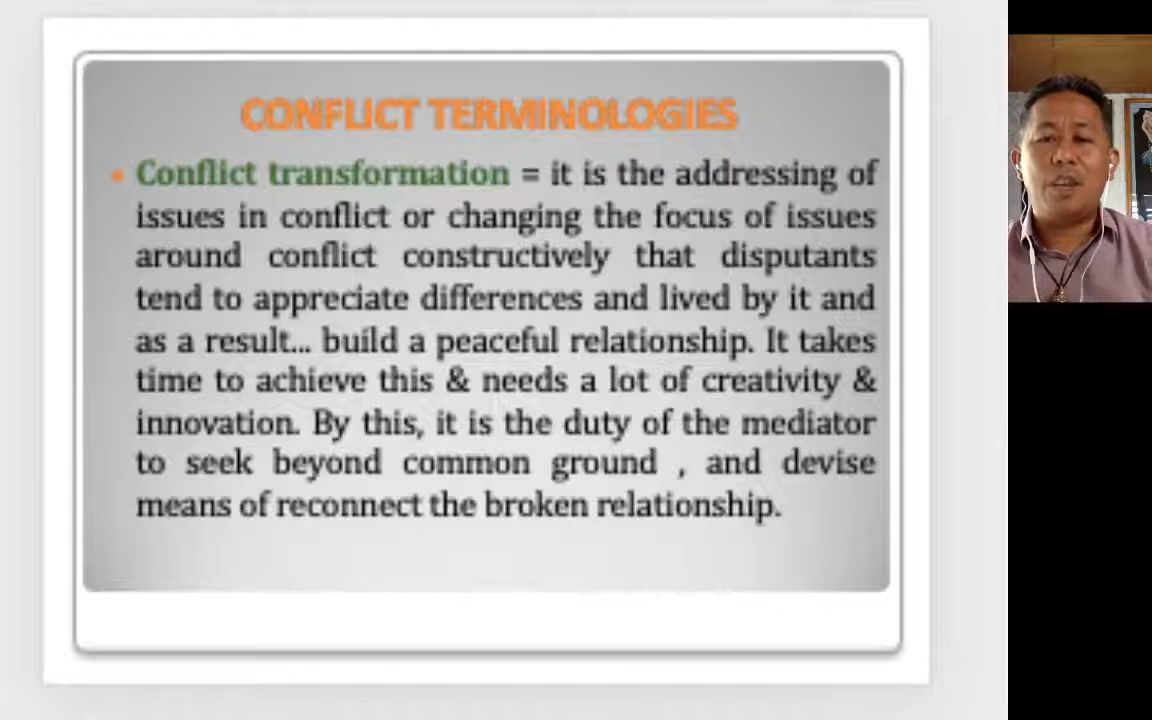 CONFLICT TERMINOLOGIES
• Conflict transformation = it is the addressing of
issues in conflict or changing the focus of issues
around conflict constructively that disputants
tend to appreciate differences and lived by it and
as a result... build a peaceful relationship. It takes
time to achieve this & needs a lot of creativity &
innovation. By this, it is the duty of the mediator
to seek beyond common ground , and devise
means of reconnect the broken relationship.